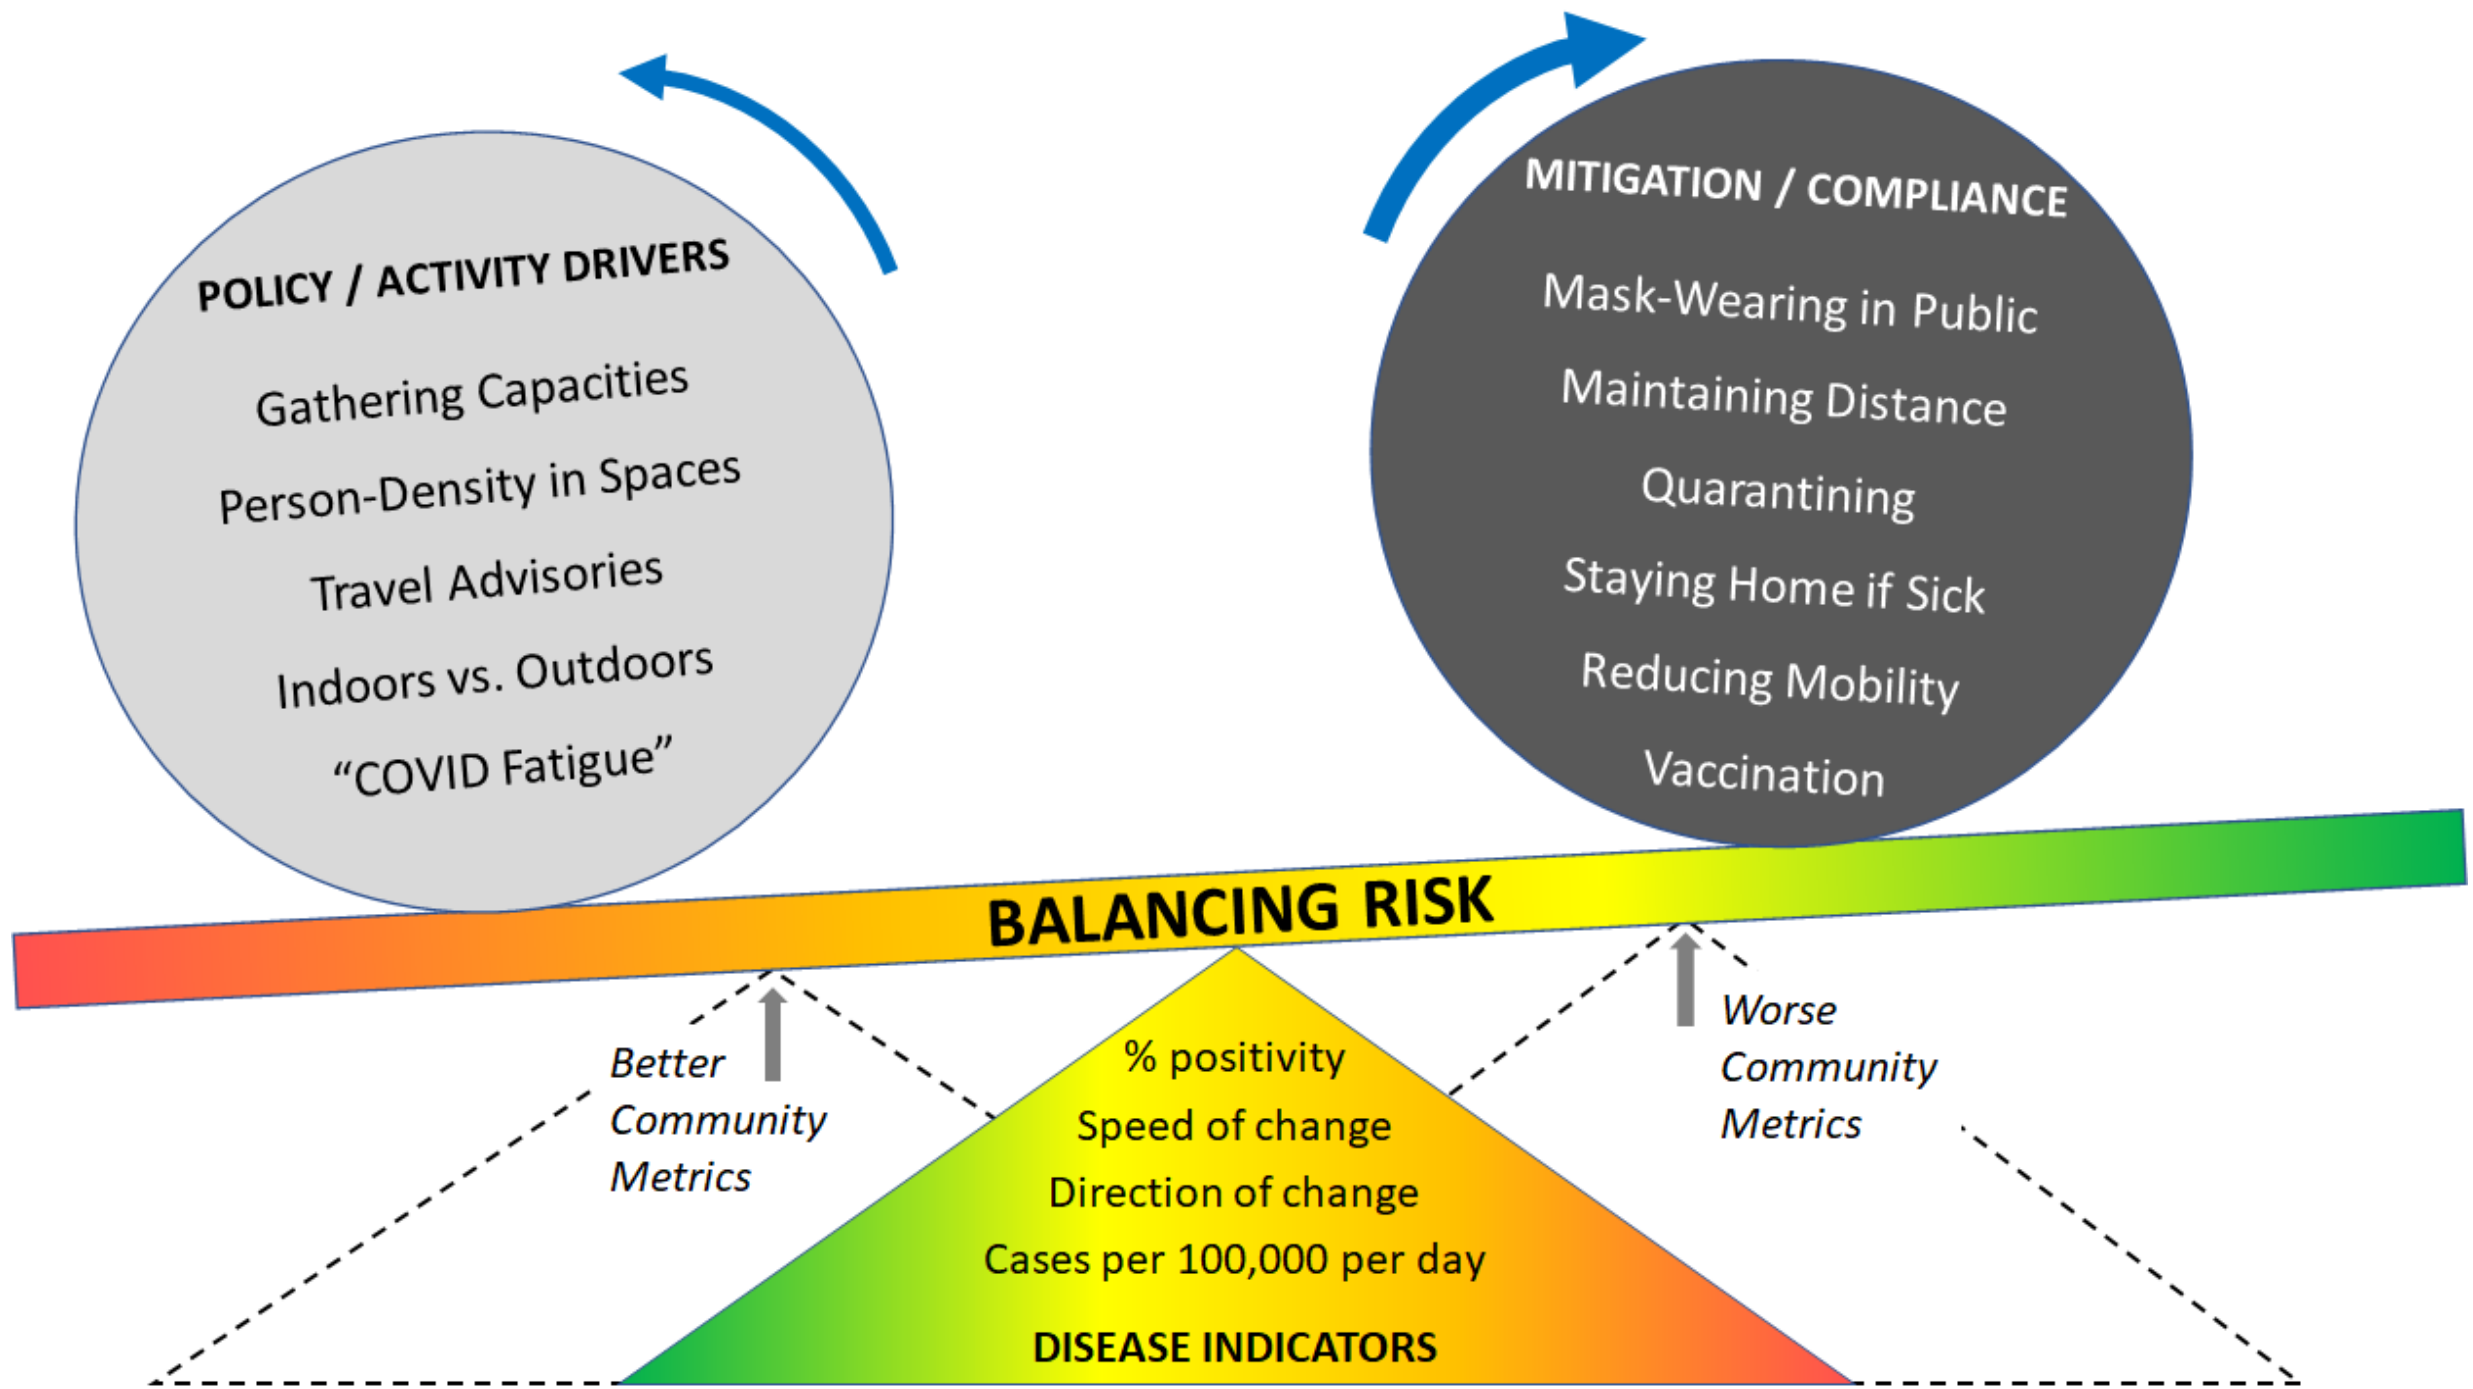 POLICY / ACTIVITY DRIVERS
Gathering Capacities
Person-Density in Spaces
Travel Advisories
Indoors vs. Outdoors
“COVID Fatigue”
MITIGATION / COMPLIANCE
Mask-Wearing in Public
Maintaining Distance
Quarantining
Staying Home if Sick
Reducing Mobility
Vaccination
BALANCING RISK
Better
Community
Metrics
% positivity
Speed of change
Direction of change
Cases per 100,000 per day
DISEASE INDICATORS
Worse
Community
Metrics